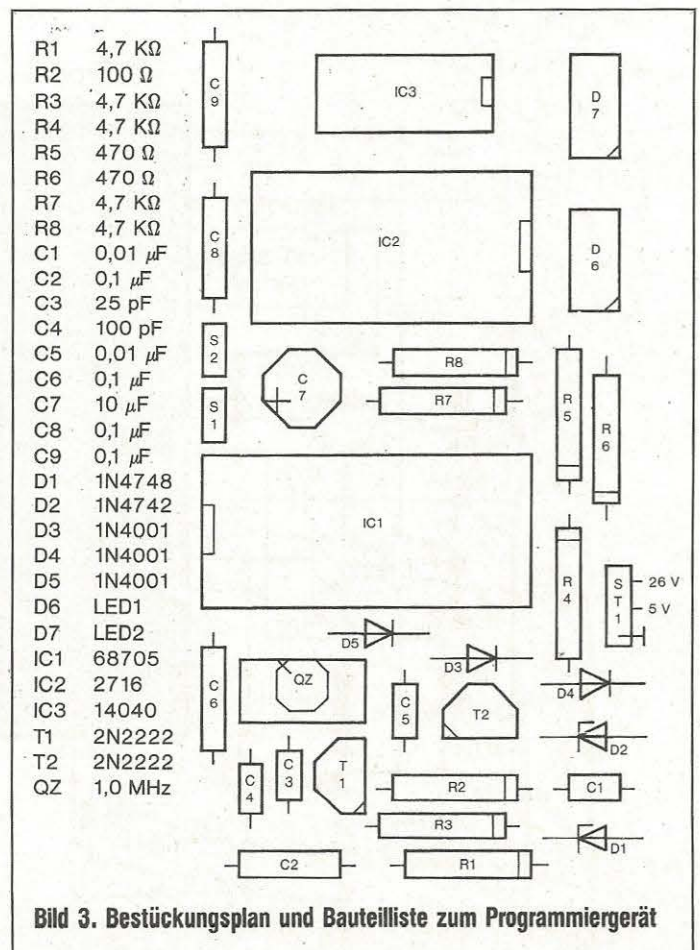 R1 4,7 KΩ
R2 100 Ω
R3 4,7 KΩ
R4 4,7 KΩ
R5 470 Ω
R6 470 Ω
R7 4,7 KΩ
R8 4,7 KΩ
C1 0,01 µF
C2 0,1 µF
C3 25 pF
C4 100 pF
C5 0,01 µF
C6 0,1 µF
C7 10 µF
C8 0,1 µF
C9 0,1 µF
D1 1N4748
D2 1N4742
D3 1N4001
D4 1N4001
D5 1N4001
D6 LED1
D7 LED2
IC1 68705
IC2 2716
IC3 14040
T1 2N2222
T2 2N2222
QZ 1,0 MHz
C9
IC3
D7
C8
IC2
D6
S2
C7
R8
R5
S1
R7
R6
IC1
R4
ST1
26 V
5 V
D5
D3
C6
QZ
C5
T2
D4
D2
C4
C3
T1
R2
C1
R3
D1
C2
R1
Bild 3. Bestückungsplan und Bauteilliste zum Programmiergerät